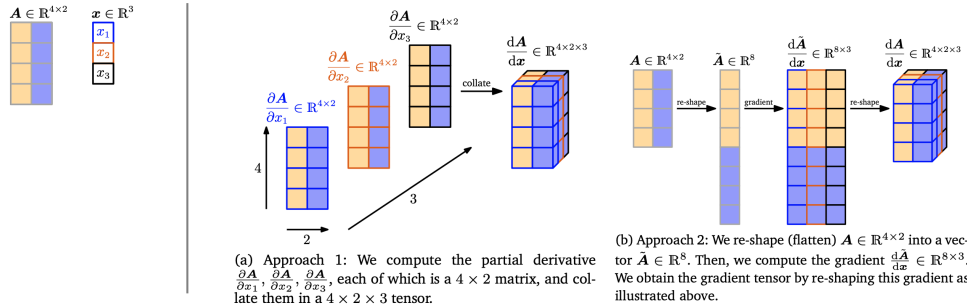 A ∈ ℝ^{4×2}
x ∈ ℝ^3
x_1
x_2
x_3
∂A/∂x_1 ∈ ℝ^{4×2}
∂A/∂x_2 ∈ ℝ^{4×2}
∂A/∂x_3 ∈ ℝ^{4×2}
collate
dA/dx ∈ ℝ^{4×2×3}
4
2
3
(a) Approach 1: We compute the partial derivative
∂A/∂x_1, ∂A/∂x_2, ∂A/∂x_3, each of which is a 4 × 2 matrix, and col-
late them in a 4 × 2 × 3 tensor.
A ∈ ℝ^{4×2}
re-shape
Ã ∈ ℝ^8
gradient
dÃ/dx ∈ ℝ^{8×3}
re-shape
dA/dx ∈ ℝ^{4×2×3}
(b) Approach 2: We re-shape (flatten) A ∈ ℝ^{4×2} into a vec-
tor Ã ∈ ℝ^8. Then, we compute the gradient dÃ/dx ∈ ℝ^{8×3}.
We obtain the gradient tensor by re-shaping this gradient as
illustrated above.